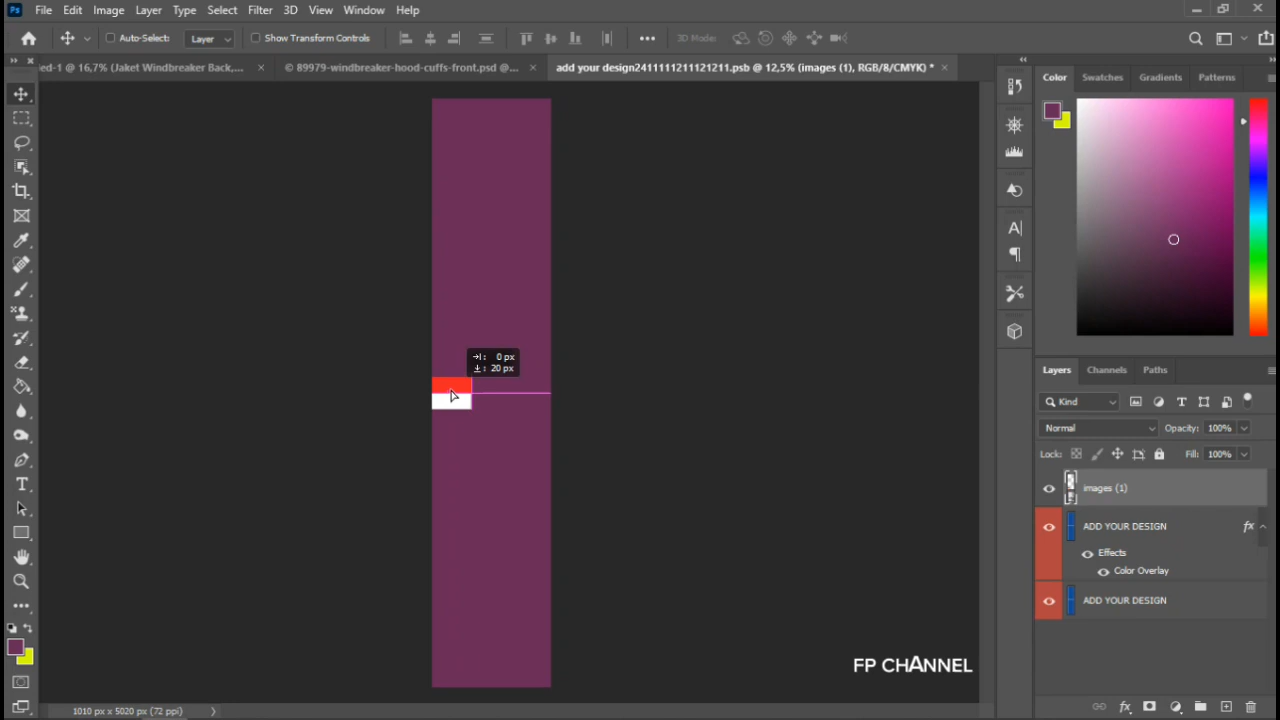 Ps File Edit Image Layer Type Select Filter 3D View Window Help
Auto-Select: Layer Show Transform Controls 3D Mode:
ed-1 @ 16,7% (Jaket Windbreaker Back,...
© 89979-windbreaker-hood-cuffs-front.psd @...
add your design2411111211121211.psb @ 12,5% (images (1), RGB/8/CMYK) *
Color Swatches Gradients Patterns
0 px
20 px
Layers Channels Paths
Kind
Normal Opacity: 100%
Lock: Fill: 100%
images (1)
ADD YOUR DESIGN fx
Effects
Color Overlay
ADD YOUR DESIGN
FP CHANNEL
1010 px x 5020 px (72 ppi)